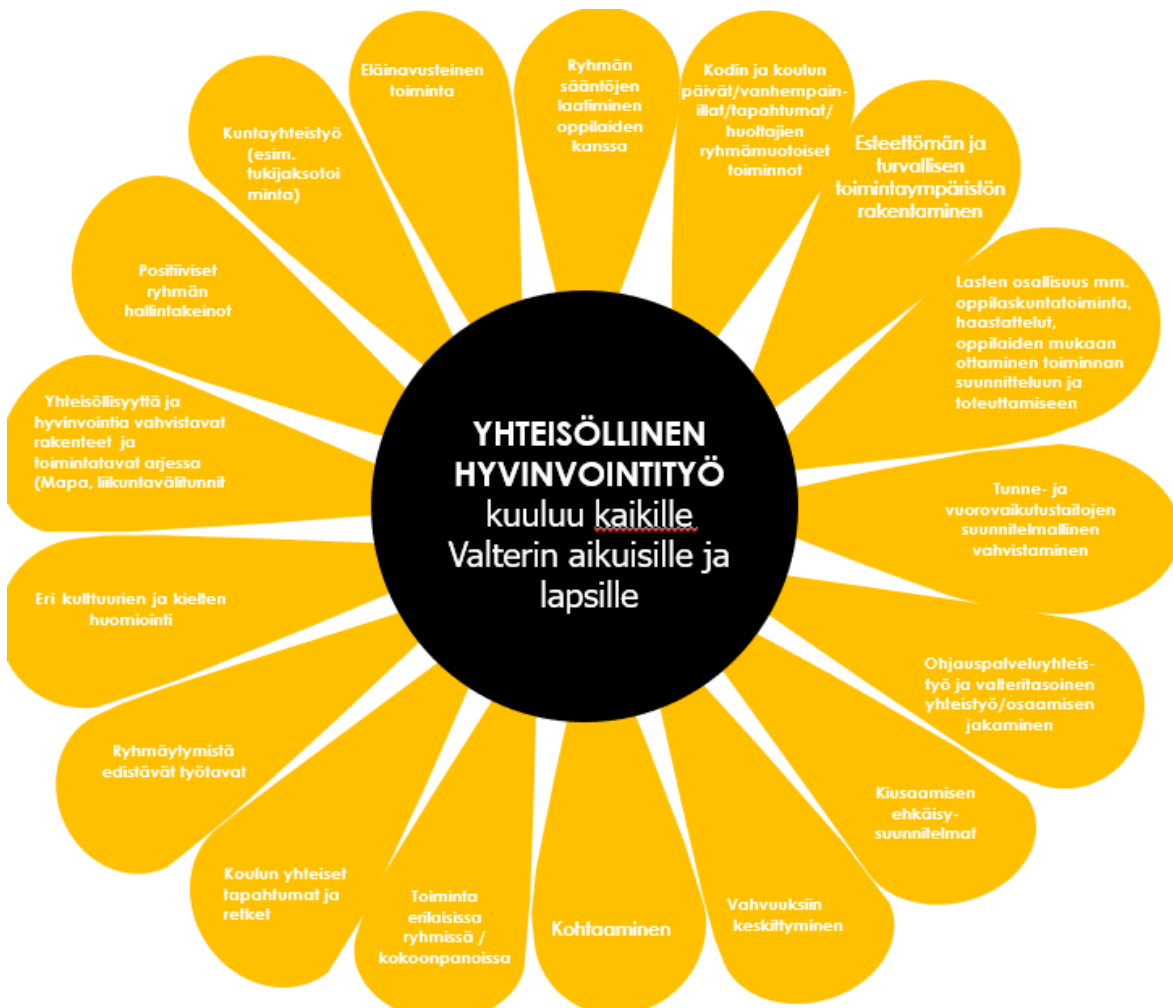 YHTEISÖLLINEN
HYVINVOINTITYÖ
kuuluu kaikille
Valterin aikuisille ja
lapsille
Eläinavusteinen
toiminta
Ryhmän
sääntöjen
laatiminen
oppilaiden
kanssa
Kodin ja koulun
päivät/vanhempain-
illat/tapahtumat/
huoltajien
ryhmämuotoiset
toiminnot
Esteettömän ja
turvallisen
toimintaympäristön
rakentaminen
Lasten osallisuus mm.
oppilaskuntatoiminta,
haastattelut,
oppilaiden mukaan
ottaminen toiminnan
suunnitteluun ja
toteuttamiseen
Tunne- ja
vuorovaikutustaitojen
suunnitelmallinen
vahvistaminen
Ohjauspalveluyhteis-
työ ja valteritasoinen
yhteistyö/osaamisen
jakaminen
Kiusaamisen
ehkäisy-
suunnitelmat
Vahvuuksiin
keskittyminen
Kohtaaminen
Toiminta
erilaisissa
ryhmissä /
kokoonpanoissa
Koulun yhteiset
tapahtumat ja
retket
Ryhmäytymistä
edistävät työtavat
Eri kulttuurien ja kielten
huomiointi
Yhteisöllisyyttä ja
hyvinvointia vahvistavat
rakenteet ja
toimintatavat arjessa
(Mapa, liikuntavälitunnit
Positiiviset
ryhmän
hallintakeinot
Kuntayhteistyö
(esim.
tukijaksotoi
minta)